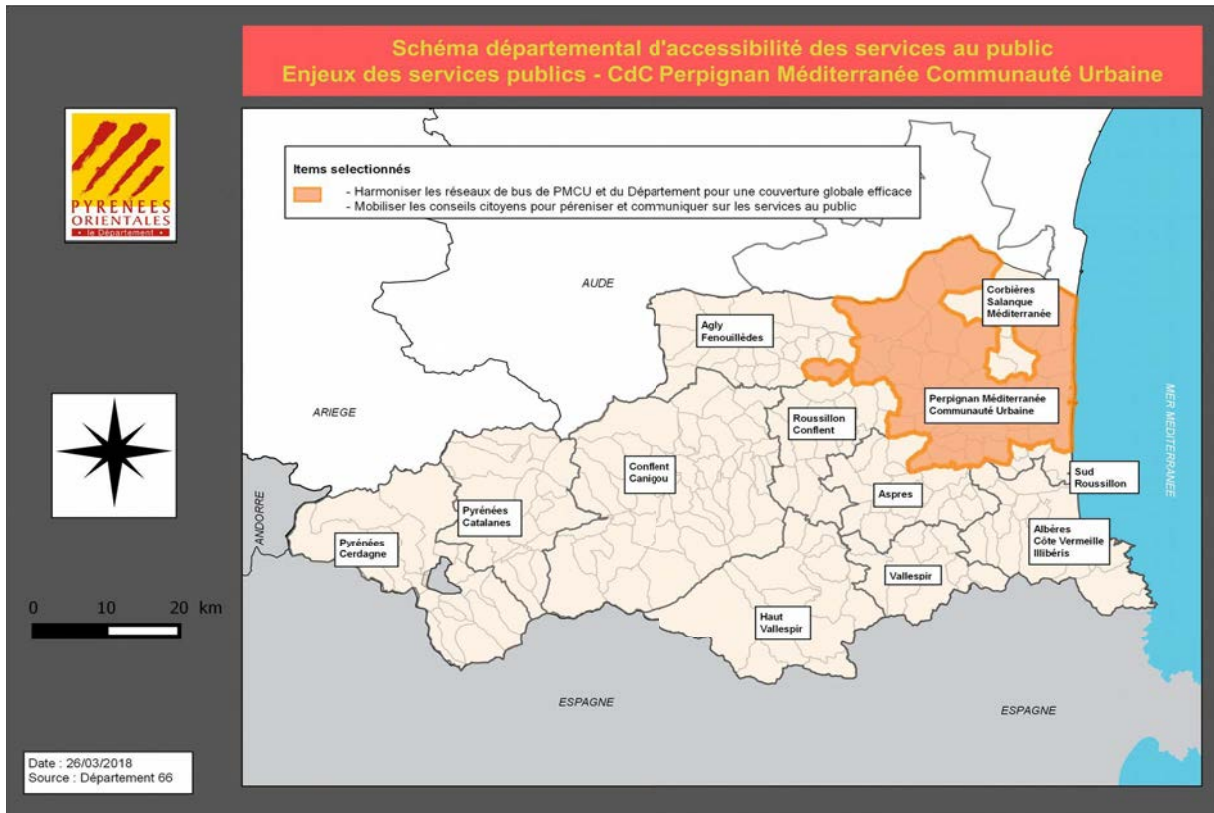 Schéma départemental d'accessibilité des services au public
Enjeux des services publics - CdC Perpignan Méditerranée Communauté Urbaine
PYRENEES
ORIENTALES
• le Département •
Items selectionnés
- Harmoniser les réseaux de bus de PMCU et du Département pour une couverture globale efficace
- Mobiliser les conseils citoyens pour péreniser et communiquer sur les services au public
AUDE
Corbières
Salanque
Méditerranée
Agly
Fenouillèdes
ARIEGE
Perpignan Méditerranée
Communauté Urbaine
MER MEDITERRANEE
Roussillon
Conflent
Conflent
Canigou
Sud
Roussillon
Aspres
Pyrénées
Catalanes
ANDORRE
Pyrénées
Cerdagne
Albères
Côte Vermeille
Illibéris
Vallespir
Haut
Vallespir
0 10 20 km
ESPAGNE
ESPAGNE
Date : 26/03/2018
Source : Département 66